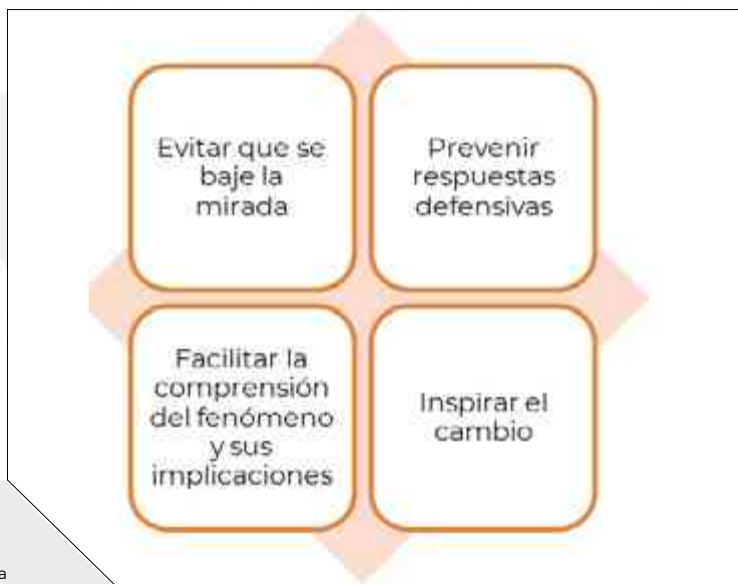 Evitar que se
baje la
mirada
Prevenir
respuestas
defensivas
Facilitar la
comprensión
del fenómeno
y sus
implicaciones
Inspirar el
cambio
a